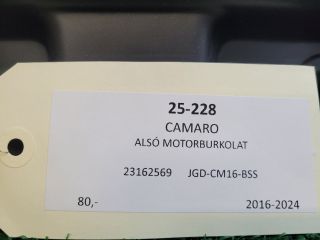 25-228
CAMARO
ALSÓ MOTORBURKOLAT
23162569 JGD-CM16-BSS
80,- 2016-2024